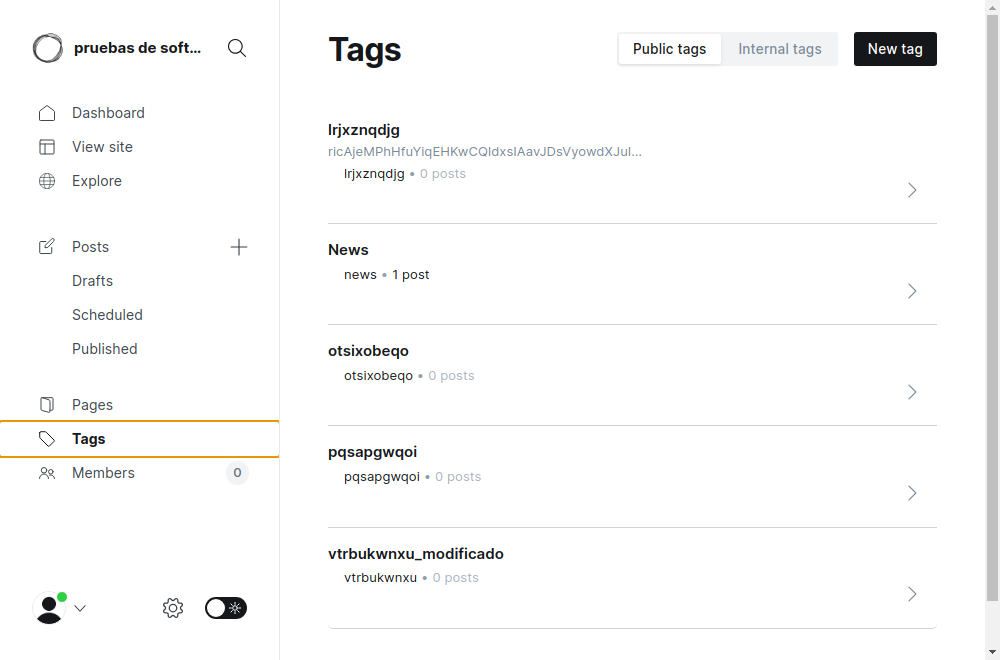 pruebas de soft...
Dashboard
View site
Explore
Posts
Drafts
Scheduled
Published
Pages
Tags
Members
0
Tags
Public tags
Internal tags
New tag
lrjxznqdjg
ricAjeMPhHfuYiqEHKwCQIdxsIAavJDsVyowdXJuI...
lrjxznqdjg • 0 posts
News
news • 1 post
otsixobeqo
otsixobeqo • 0 posts
pqsapgwqoi
pqsapgwqoi • 0 posts
vtrbukwnxu_modificado
vtrbukwnxu • 0 posts